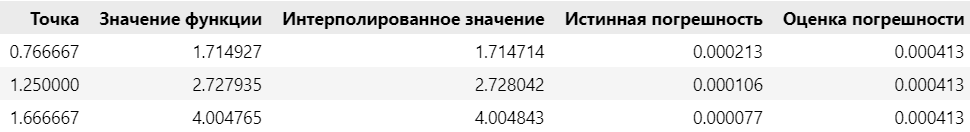 Точка Значение функции Интерполированное значение Истинная погрешность Оценка погрешности
0.766667 1.714927 1.714714 0.000213 0.000413
1.250000 2.727935 2.728042 0.000106 0.000413
1.666667 4.004765 4.004843 0.000077 0.000413